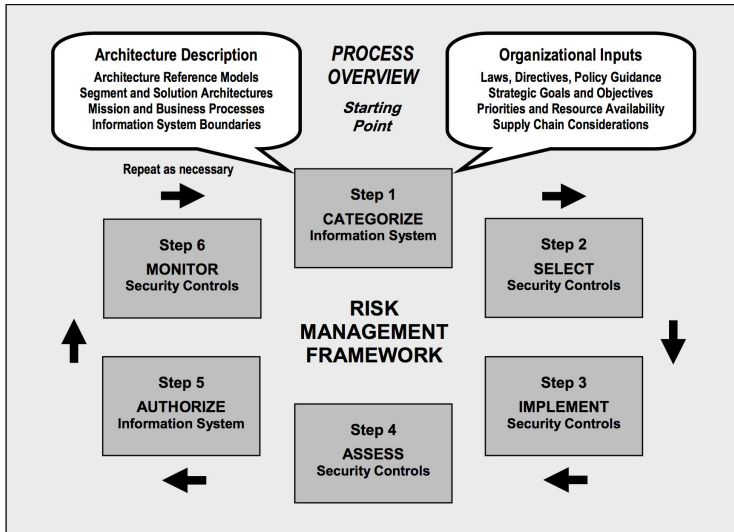 Architecture Description
Architecture Reference Models
Segment and Solution Architectures
Mission and Business Processes
Information System Boundaries
PROCESS
OVERVIEW
Starting
Point
Organizational Inputs
Laws, Directives, Policy Guidance
Strategic Goals and Objectives
Priorities and Resource Availability
Supply Chain Considerations
Repeat as necessary
Step 1
CATEGORIZE
Information System
Step 2
SELECT
Security Controls
Step 3
IMPLEMENT
Security Controls
Step 4
ASSESS
Security Controls
Step 5
AUTHORIZE
Information System
Step 6
MONITOR
Security Controls
RISK
MANAGEMENT
FRAMEWORK